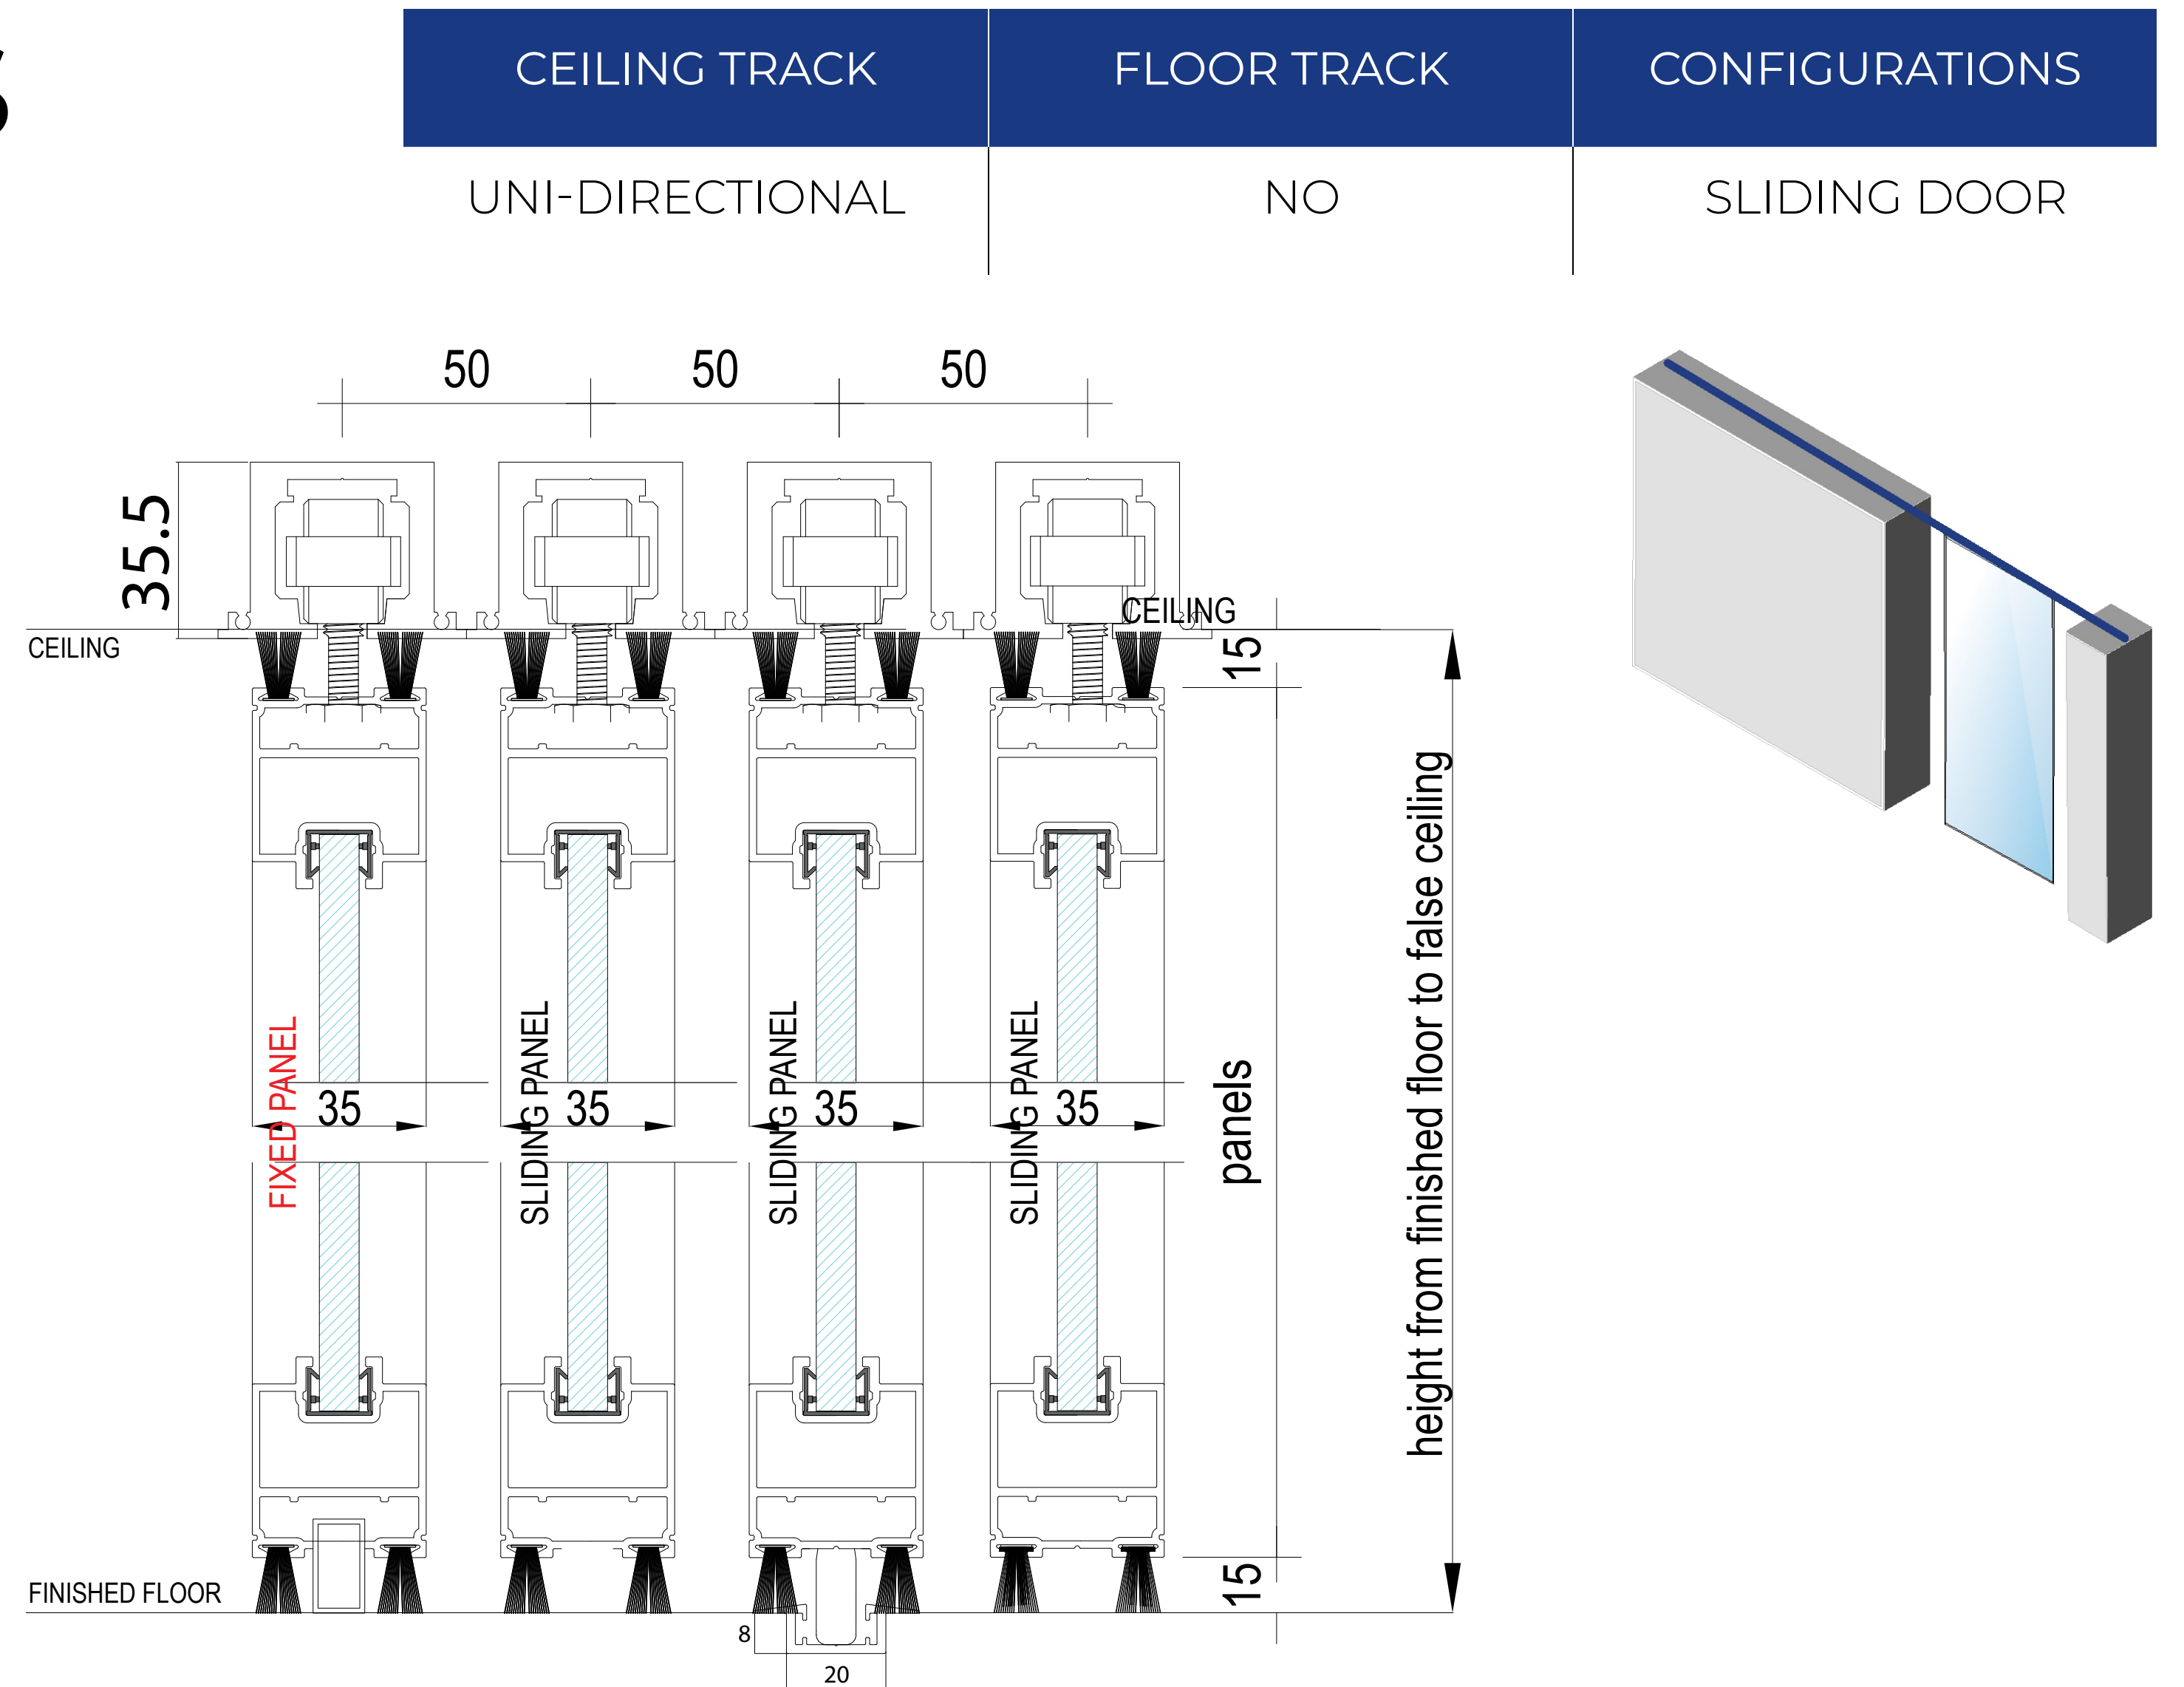 S
CEILING TRACK
FLOOR TRACK
CONFIGURATIONS
UNI-DIRECTIONAL
NO
SLIDING DOOR
50
50
50
35.5
CEILING
CEILING
15
FIXED PANEL
SLIDING PANEL
SLIDING PANEL
SLIDING PANEL
35
35
35
35
panels
height from finished floor to false ceiling
FINISHED FLOOR
15
8
20